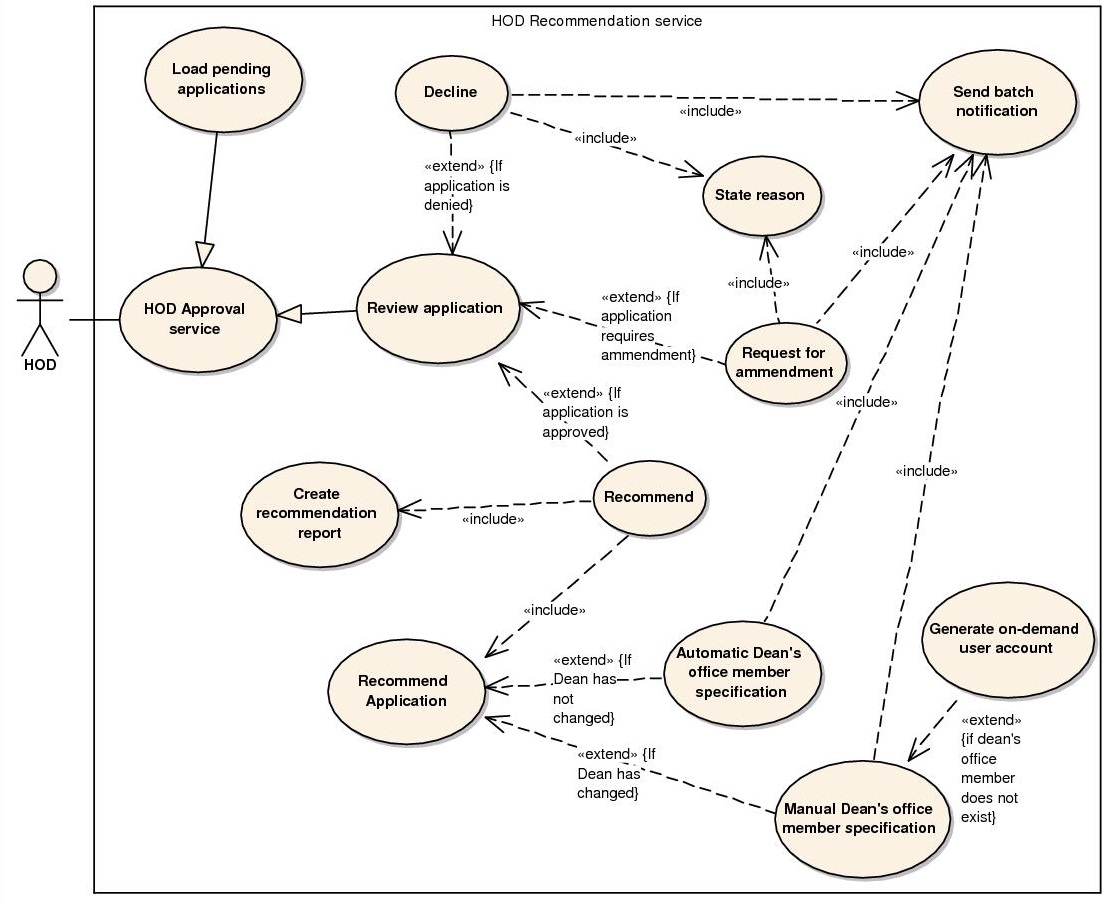 HOD Recommendation service
Load pending
applications
Decline
Send batch
notification
«include»
«include»
«extend» {If
application is
denied}
State reason
HOD
HOD Approval
service
Review application
«include»
«include»
«extend» {If
application
requires
ammendment}
Request for
ammendment
«extend» {If
application is
approved}
«include»
«include»
Create
recommendation
report
«include»
Recommend
«include»
Recommend
Application
«extend» {If
Dean has
not
changed}
Automatic Dean's
office member
specification
Generate on-demand
user account
«extend» {If
Dean has
changed}
«extend»
{if dean's
office
member
does not
exist}
Manual Dean's office
member specification